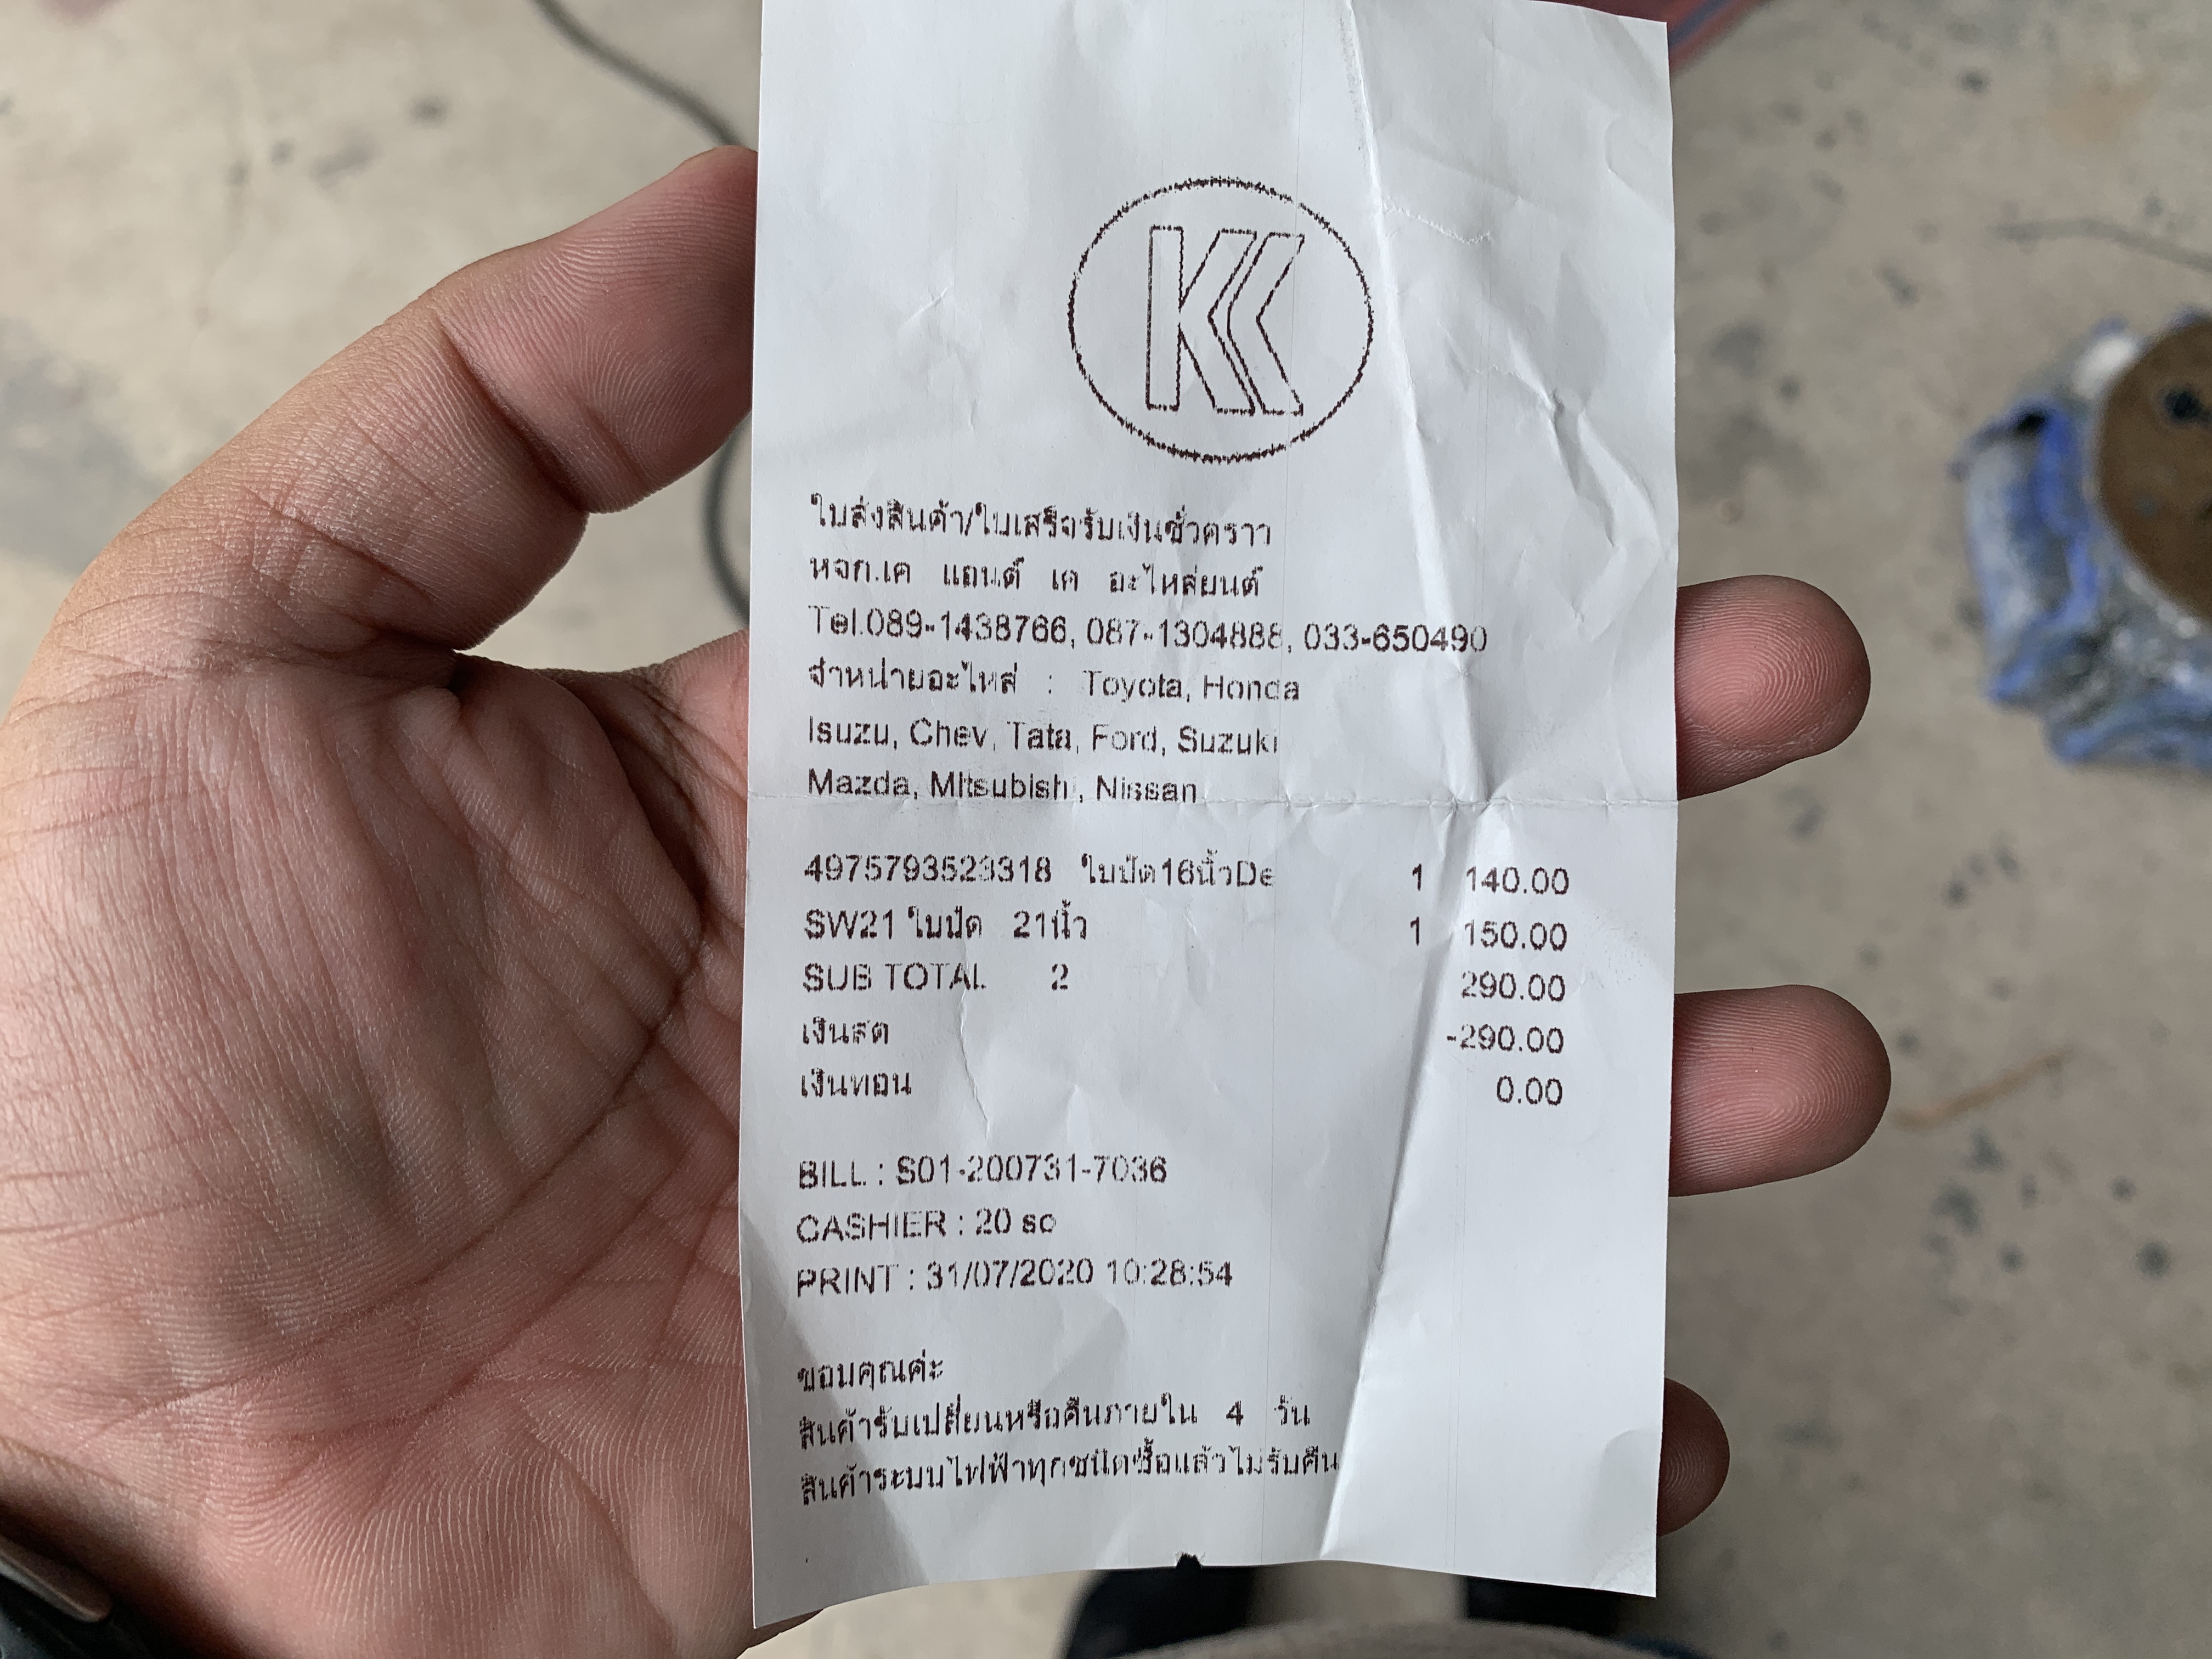 KK
ใบส่งสินค้า/ใบเสร็จรับเงินชั่วคราว
หจก.เค แอนด์ เค อะไหล่ยนต์
Tel.089-1438766, 087-1304888, 033-650490
จำหน่ายอะไหล่ : Toyota, Honda
Isuzu, Chev, Tata, Ford, Suzuki
Mazda, Mitsubishi, Nissan
4975793523318 ใบปัด16นิ้วDe 1 140.00
SW21 ใบปัด 21นิ้ว 1 150.00
SUB TOTAL 2 290.00
เงินสด -290.00
เงินทอน 0.00
BILL : S01-200731-7036
CASHIER : 20 so
PRINT : 31/07/2020 10:28:54
ขอบคุณค่ะ
สินค้ารับเปลี่ยนหรือคืนภายใน 4 วัน
สินค้าระบบไฟฟ้าทุกชนิดซื้อแล้วไม่รับคืน